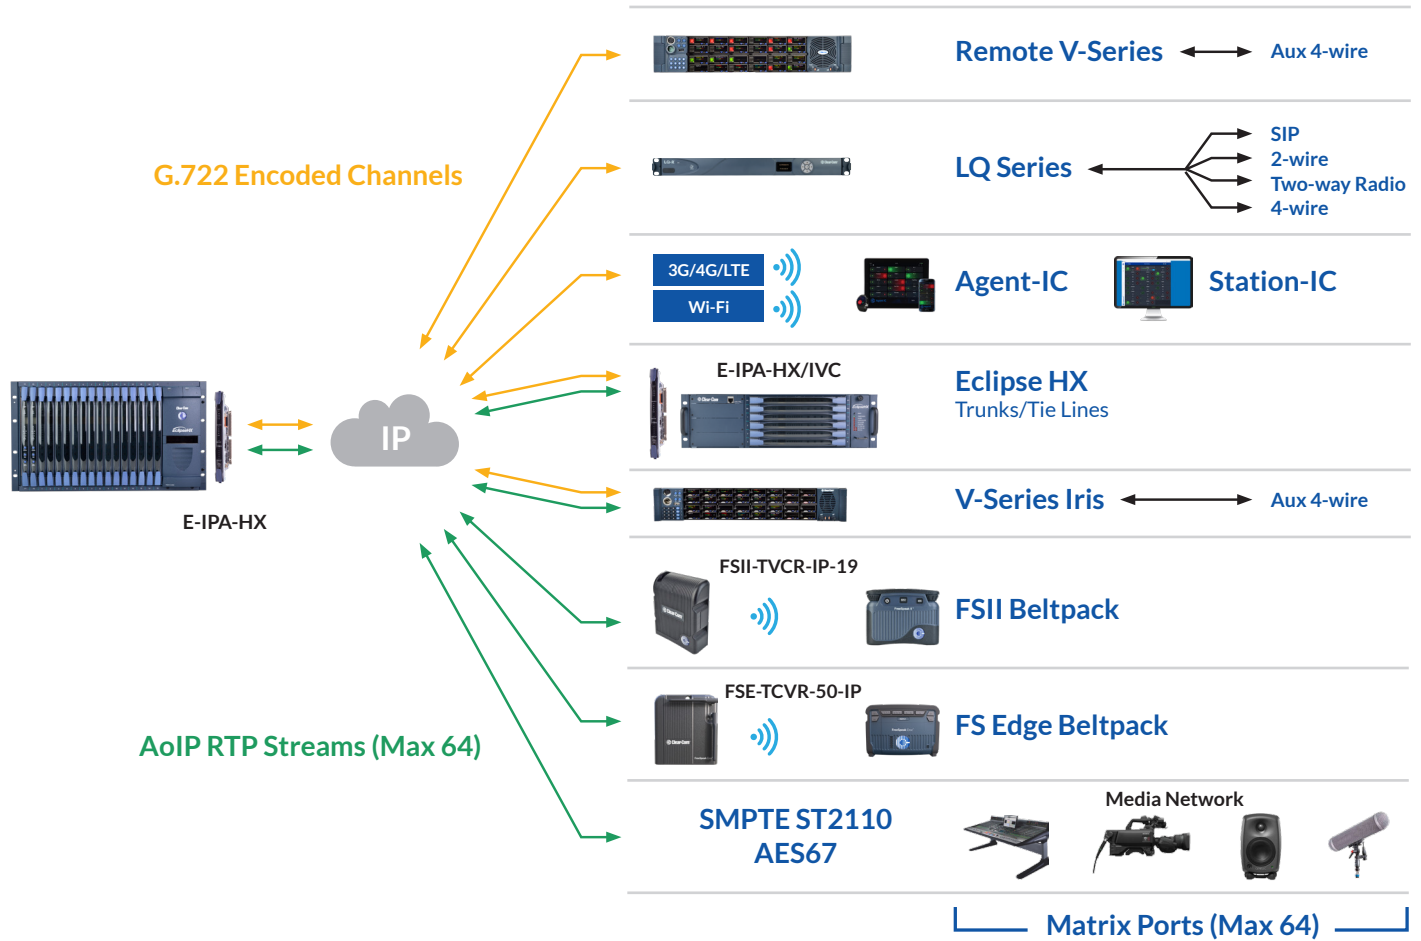 Remote V-Series
Aux 4-wire
G.722 Encoded Channels
LQ Series
SIP
2-wire
Two-way Radio
4-wire
3G/4G/LTE
Wi-Fi
Agent-IC
Station-IC
E-IPA-HX/IVC
Eclipse HX
Trunks/Tie Lines
IP
E-IPA-HX
V-Series Iris
Aux 4-wire
FSII-TVCR-IP-19
FSII Beltpack
FSE-TCVR-50-IP
FS Edge Beltpack
AoIP RTP Streams (Max 64)
SMPTE ST2110
AES67
Media Network
Matrix Ports (Max 64)